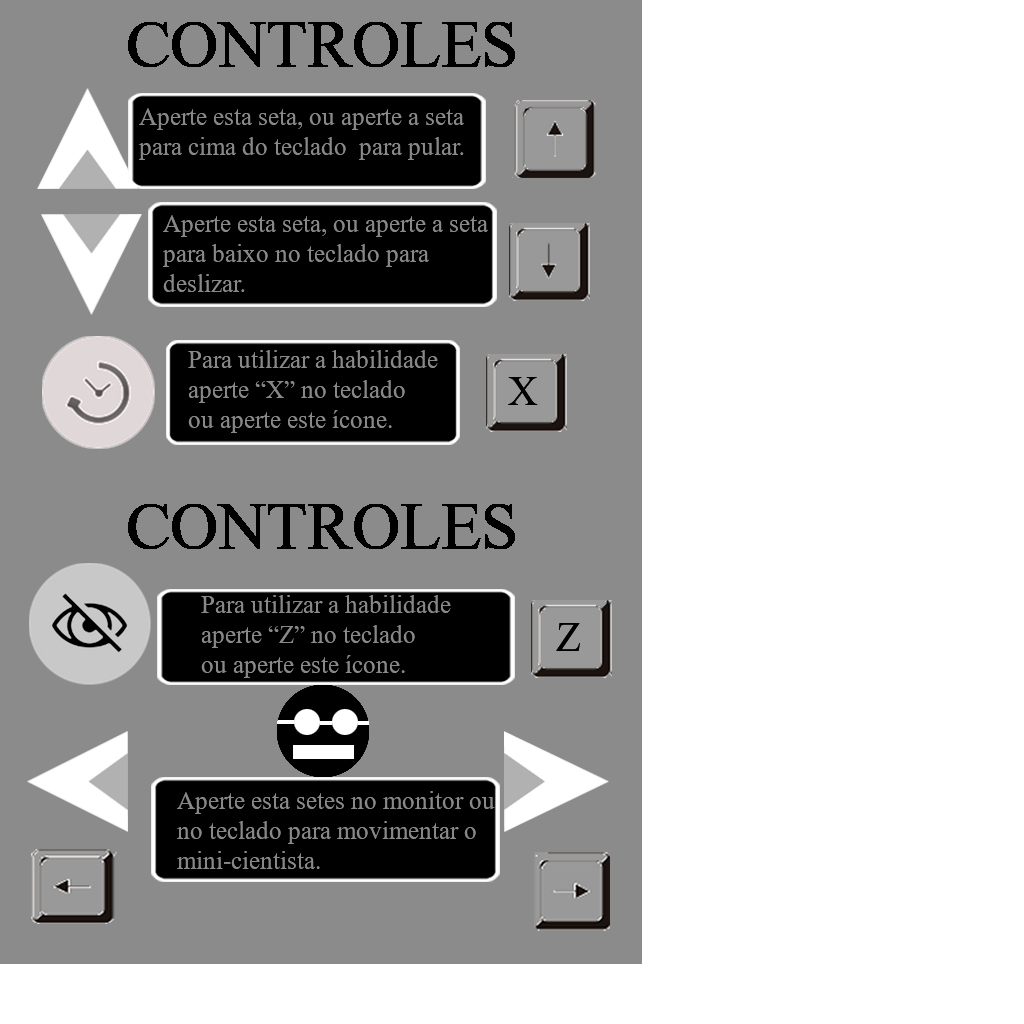 CONTROLES
Aperte esta seta, ou aperte a seta
para cima do teclado  para pular.
Aperte esta seta, ou aperte a seta
para baixo no teclado para
deslizar.
Para utilizar a habilidade
aperte “X” no teclado
ou aperte este ícone.
X
CONTROLES
Para utilizar a habilidade
aperte “Z” no teclado
ou aperte este ícone.
Z
Aperte esta setes no monitor ou
no teclado para movimentar o
mini-cientista.